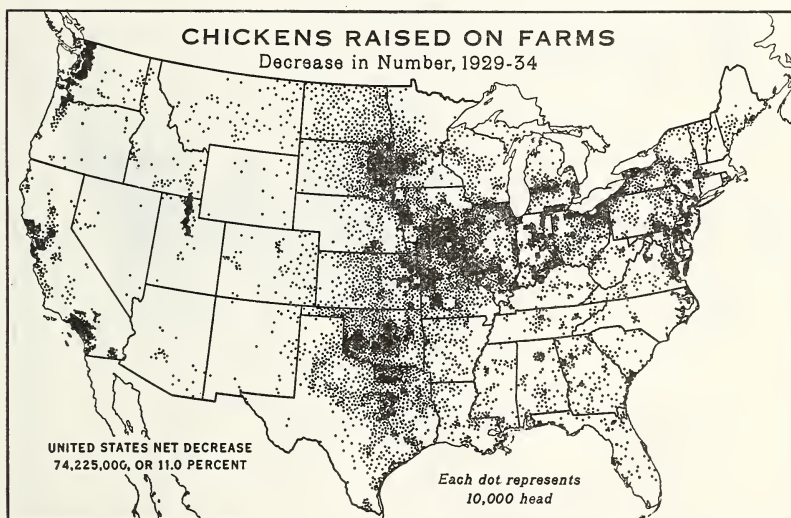 CHICKENS RAISED ON FARMS
Decrease in Number, 1929-34
UNITED STATES NET DECREASE
74,225,000, OR 11.0 PERCENT
Each dot represents
10,000 head